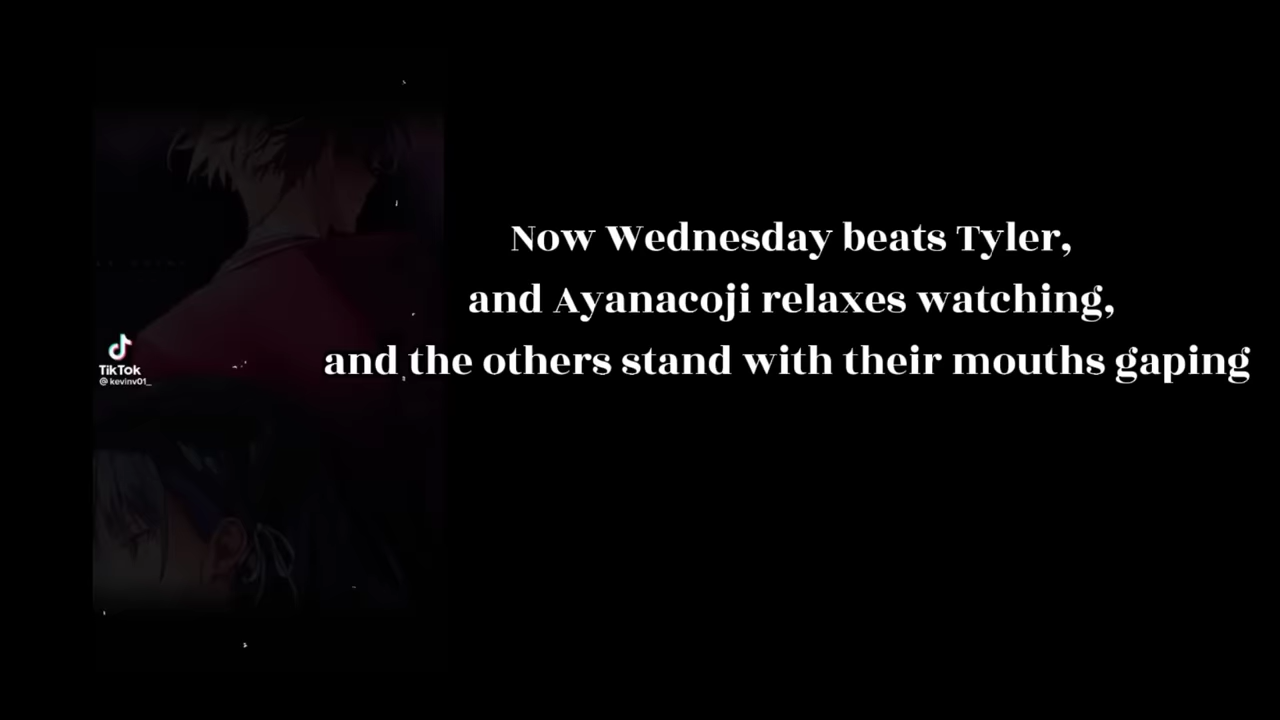 Now Wednesday beats Tyler,
and Ayanacoji relaxes watching,
and the others stand with their mouths gaping
TikTok
@kevinv01_